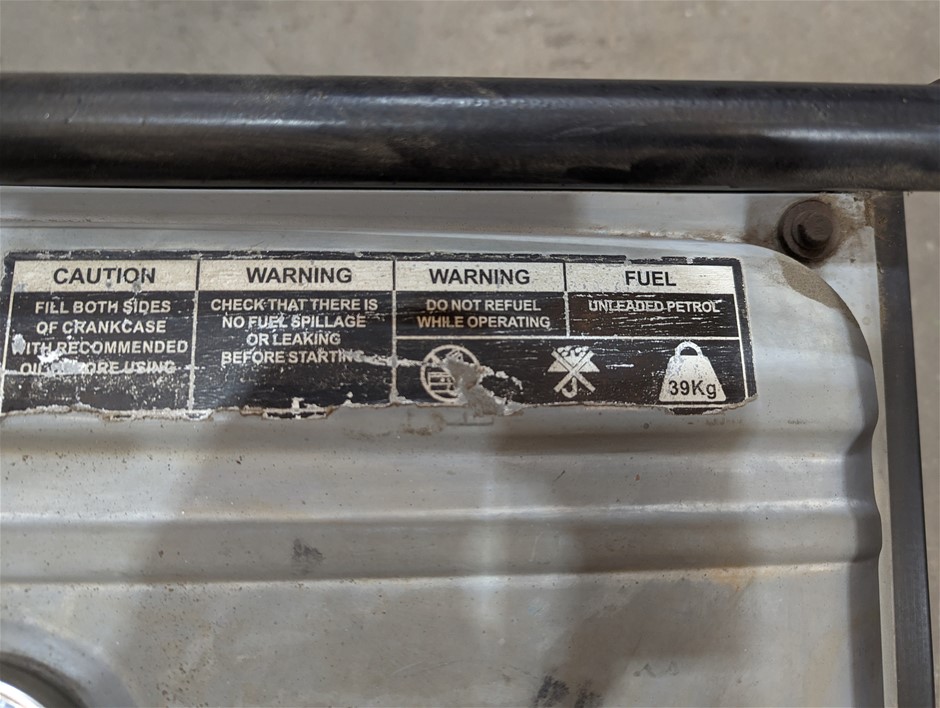 CAUTION
FILL BOTH SIDES
OF CRANKCASE
WITH RECOMMENDED
OIL BEFORE USING
WARNING
CHECK THAT THERE IS
NO FUEL SPILLAGE
OR LEAKING
BEFORE STARTING
WARNING
DO NOT REFUEL
WHILE OPERATING
FUEL
UNLEADED PETROL
39Kg